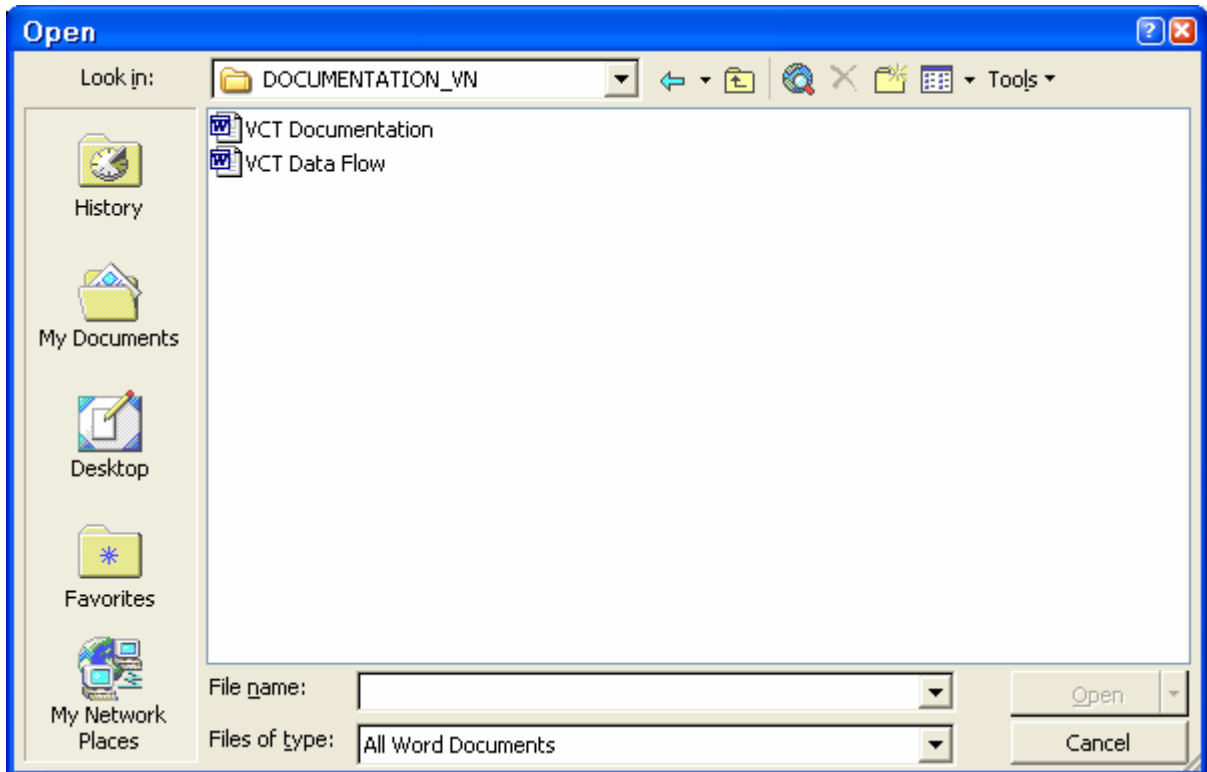 Open
Look in:
DOCUMENTATION_VN
Tools
VCT Documentation
VCT Data Flow
History
My Documents
Desktop
Favorites
My Network
Places
File name:
Open
Files of type:
All Word Documents
Cancel